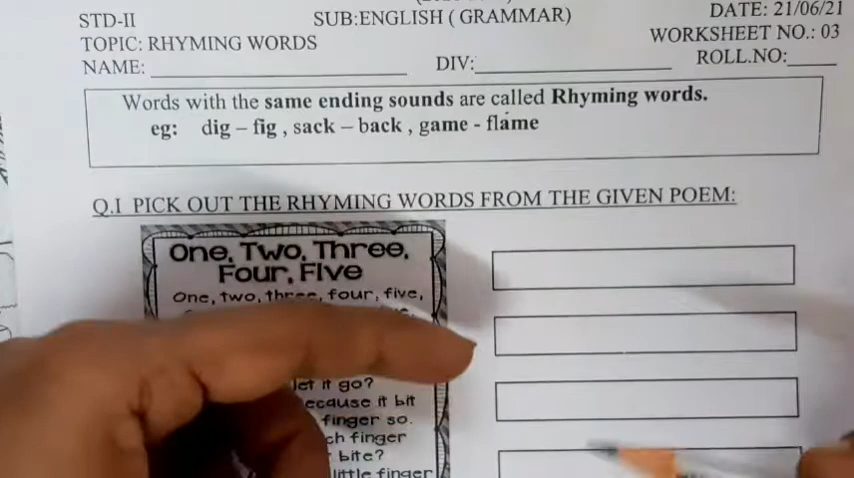 STD-II SUB:ENGLISH ( GRAMMAR) DATE: 21/06/21
TOPIC: RHYMING WORDS WORKSHEET NO.: 03
NAME: DIV: ROLL.NO:
Words with the same ending sounds are called Rhyming words.
eg: dig – fig , sack – back , game - flame
Q.I PICK OUT THE RHYMING WORDS FROM THE GIVEN POEM:
One, Two, Three,
Four, Five
One, two, three, four, five,
let it go?
it bit
finger so.
finger
bite?
little finger